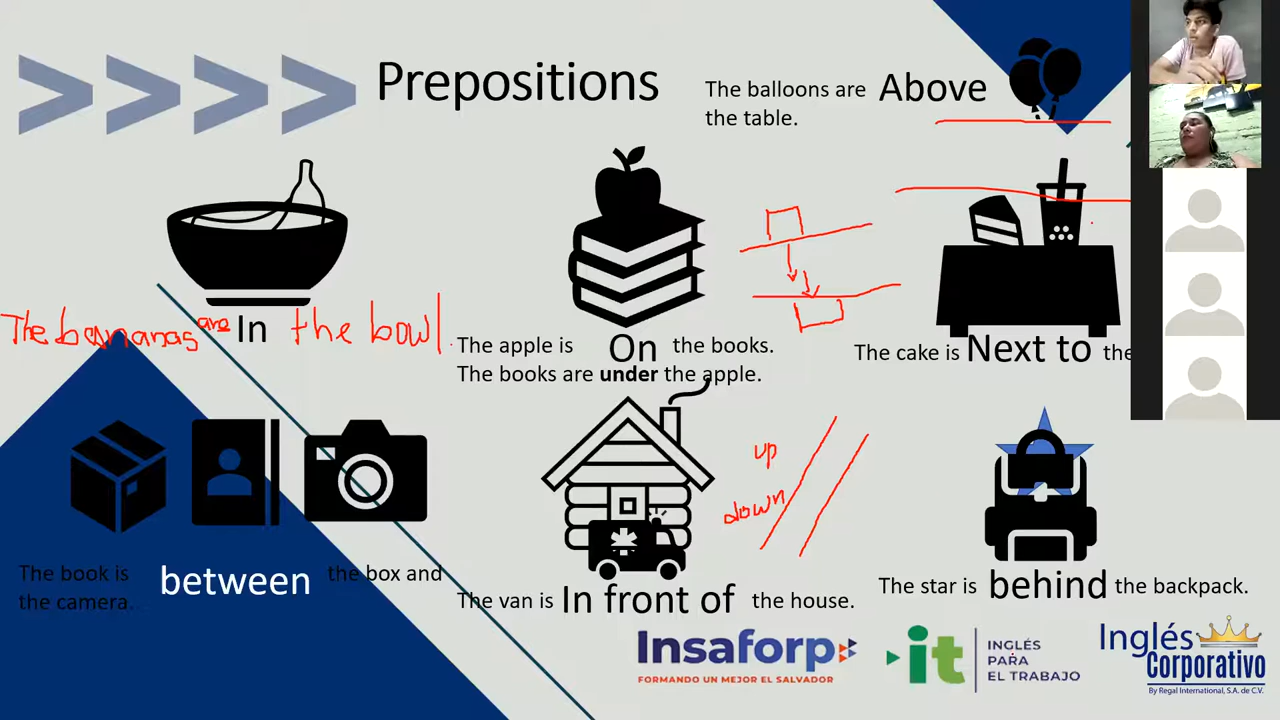 Prepositions
The balloons are Above
the table.
The bananas are In the bowl
The apple is On the books.
The books are under the apple.
The cake is Next to the
up
down
The book is between the box and
the camera.
The van is In front of the house.
The star is behind the backpack.
Insaforp
FORMANDO UN MEJOR EL SALVADOR
it
INGLÉS
PARA
EL TRABAJO
Inglés
Corporativo
By Regal International, S.A. de C.V.